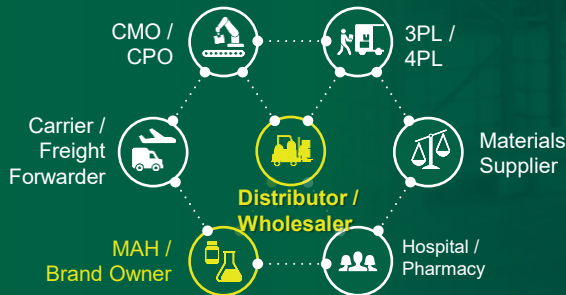 CMO /
CPO
3PL /
4PL
Carrier /
Freight
Forwarder
Materials
Supplier
Distributor /
Wholesaler
MAH /
Brand Owner
Hospital /
Pharmacy